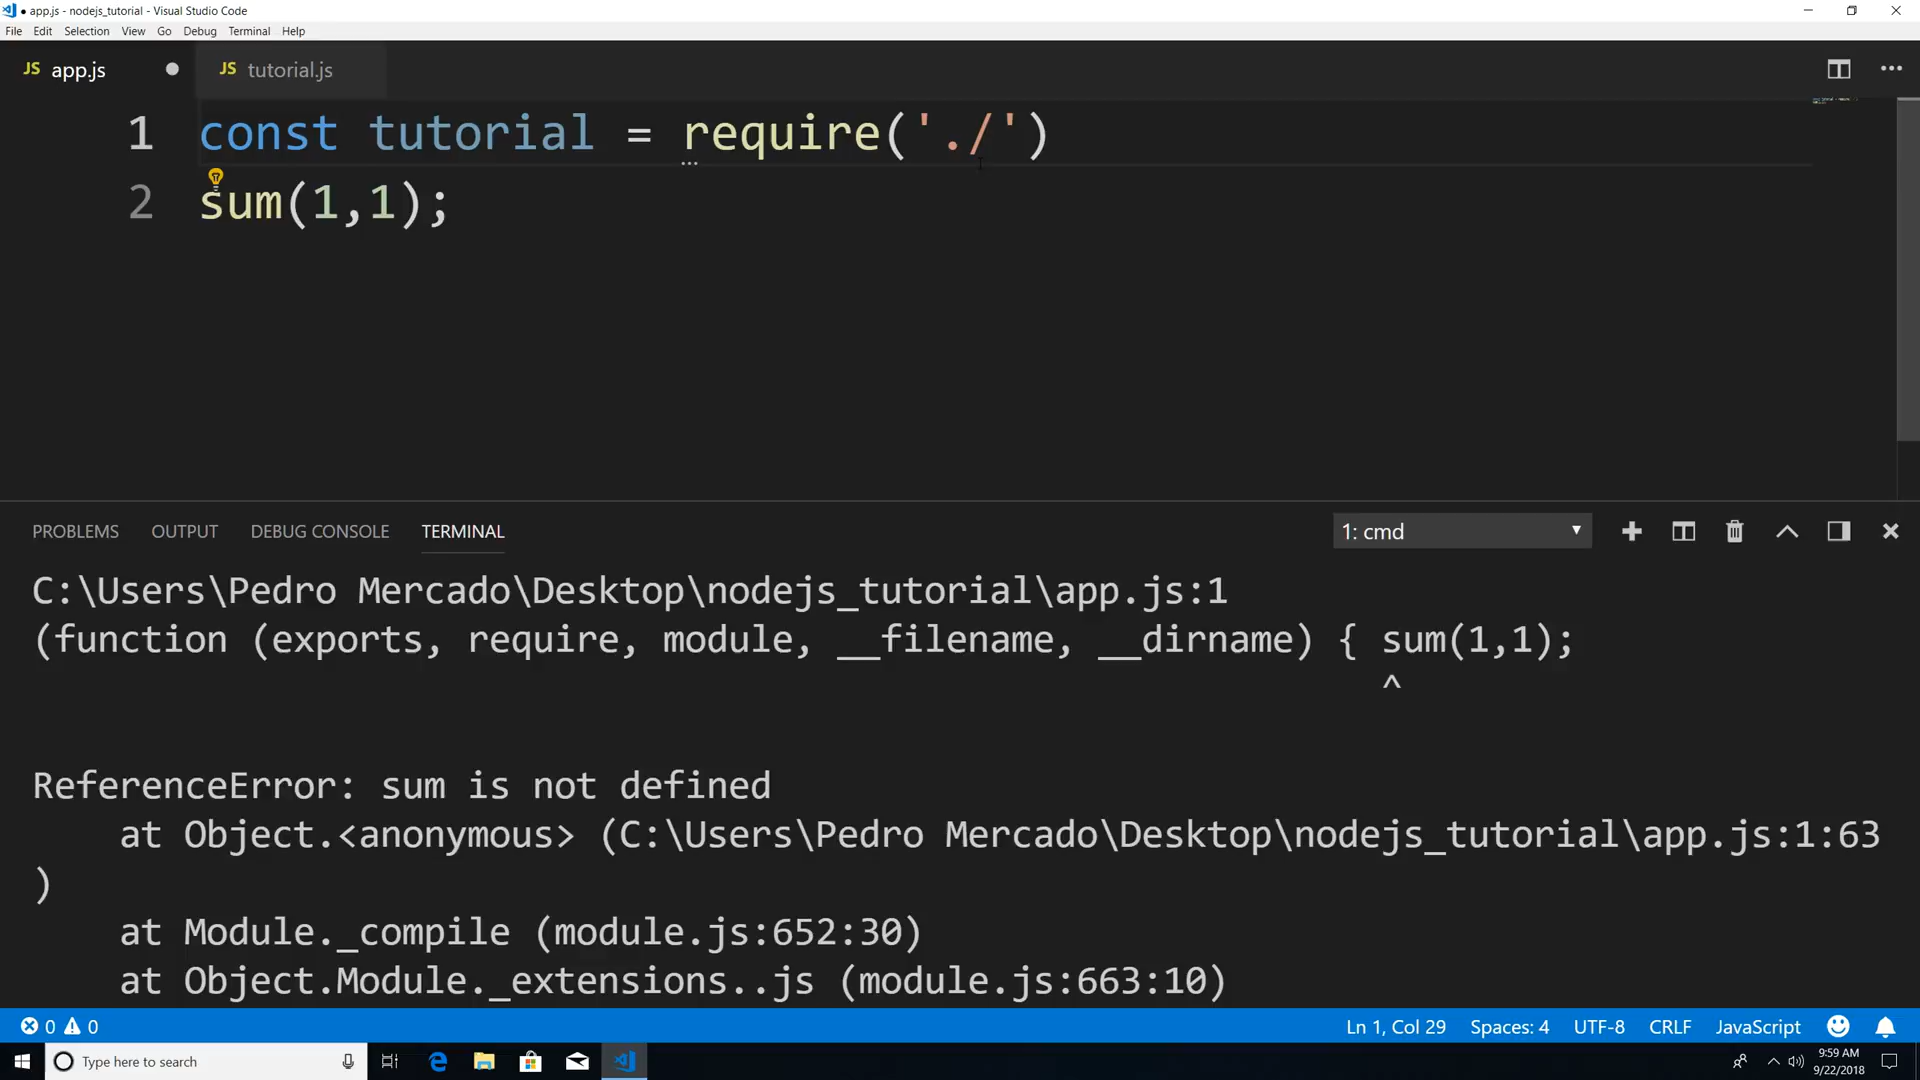 ● app.js - nodejs_tutorial - Visual Studio Code
File Edit Selection View Go Debug Terminal Help
JS app.js ● JS tutorial.js
1 const tutorial = require('./')
2 sum(1,1);
PROBLEMS OUTPUT DEBUG CONSOLE TERMINAL 1: cmd
C:\Users\Pedro Mercado\Desktop\nodejs_tutorial\app.js:1
(function (exports, require, module, __filename, __dirname) { sum(1,1);
^
ReferenceError: sum is not defined
at Object.<anonymous> (C:\Users\Pedro Mercado\Desktop\nodejs_tutorial\app.js:1:63
)
at Module._compile (module.js:652:30)
at Object.Module._extensions..js (module.js:663:10)
0 0 Ln 1, Col 29 Spaces: 4 UTF-8 CRLF JavaScript
Type here to search
9:59 AM
9/22/2018